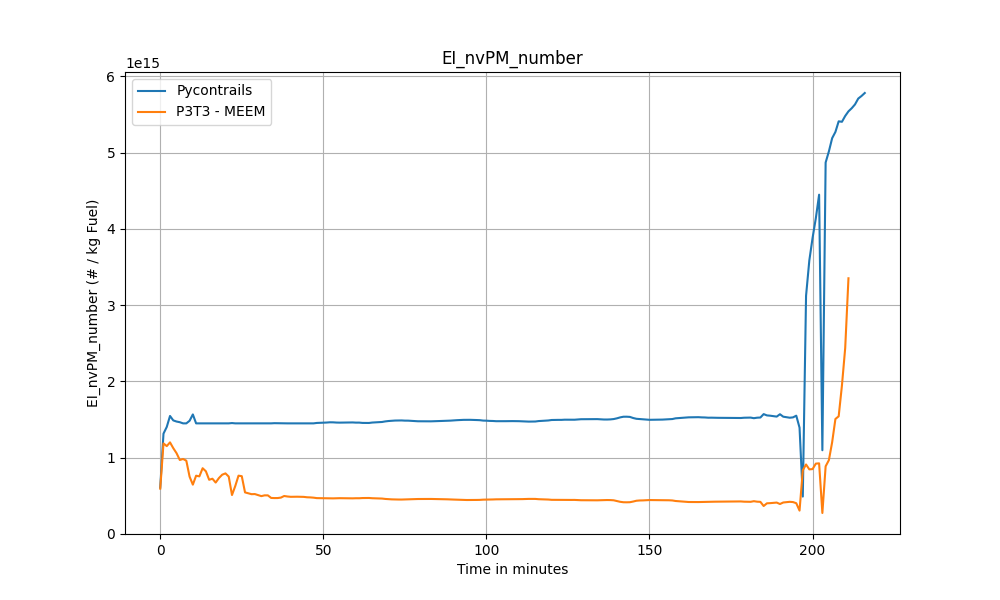 EI_nvPM_number
1e15
Pycontrails
P3T3 - MEEM
6
5
4
3
2
1
0
EI_nvPM_number (# / kg Fuel)
0 50 100 150 200
Time in minutes